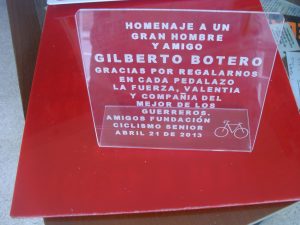 HOMENAJE A UN
GRAN HOMBRE
Y AMIGO
GILBERTO BOTERO
GRACIAS POR REGALARNOS
EN CADA PEDALAZO
LA FUERZA, VALENTIA
Y COMPAÑIA DEL
MEJOR DE LOS
GUERREROS.
AMIGOS FUNDACIÓN
CICLISMO SENIOR
ABRIL 21 DE 2013